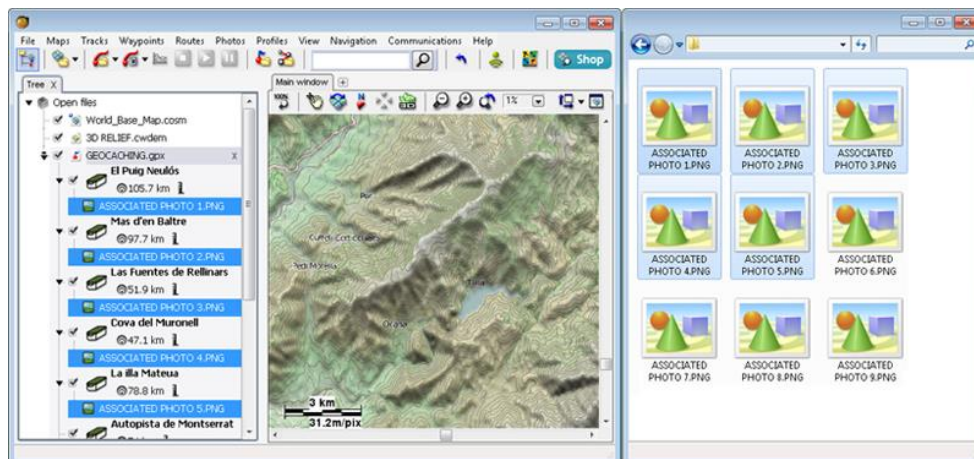 File Maps Tracks Waypoints Routes Photos Profiles View Navigation Communications Help
Shop
Tree X
Open files
World_Base_Map.cosm
3D RELIEF.cwdem
GEOCACHING.gpx x
El Puig Neulós
105.7 km
ASSOCIATED PHOTO 1.PNG
Mas d'en Baltre
97.7 km
ASSOCIATED PHOTO 2.PNG
Las Fuentes de Rellinars
51.9 km
ASSOCIATED PHOTO 3.PNG
Cova del Muronell
47.1 km
ASSOCIATED PHOTO 4.PNG
La illa Mateua
78.8 km
ASSOCIATED PHOTO 5.PNG
Autopista de Montserrat
Main window
100%
3D
1%
Orana
3 km
31.2m/pix
ASSOCIATED
PHOTO 1.PNG
ASSOCIATED
PHOTO 2.PNG
ASSOCIATED
PHOTO 3.PNG
ASSOCIATED
PHOTO 4.PNG
ASSOCIATED
PHOTO 5.PNG
ASSOCIATED
PHOTO 6.PNG
ASSOCIATED
PHOTO 7.PNG
ASSOCIATED
PHOTO 8.PNG
ASSOCIATED
PHOTO 9.PNG